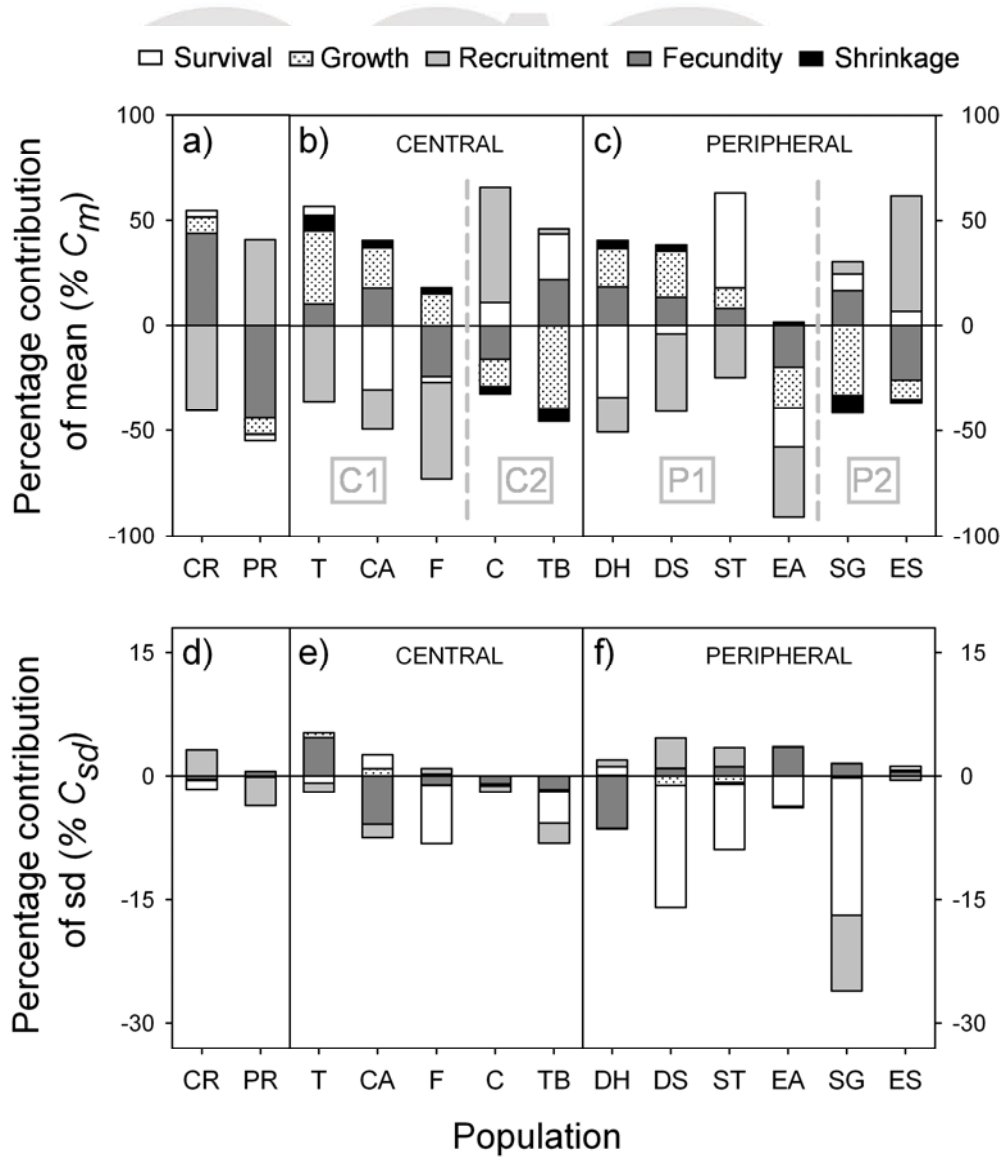 Survival Growth Recruitment Fecundity Shrinkage
Percentage contribution
of mean (% Cm)
a) b) CENTRAL c) PERIPHERAL
100 100
50 50
0 0
-50 -50
-100 -100
C1 C2 P1 P2
CR PR T CA F C TB DH DS ST EA SG ES
Percentage contribution
of sd (% Csd)
d) e) CENTRAL f) PERIPHERAL
15 15
0 0
-15 -15
-30 -30
CR PR T CA F C TB DH DS ST EA SG ES
Population